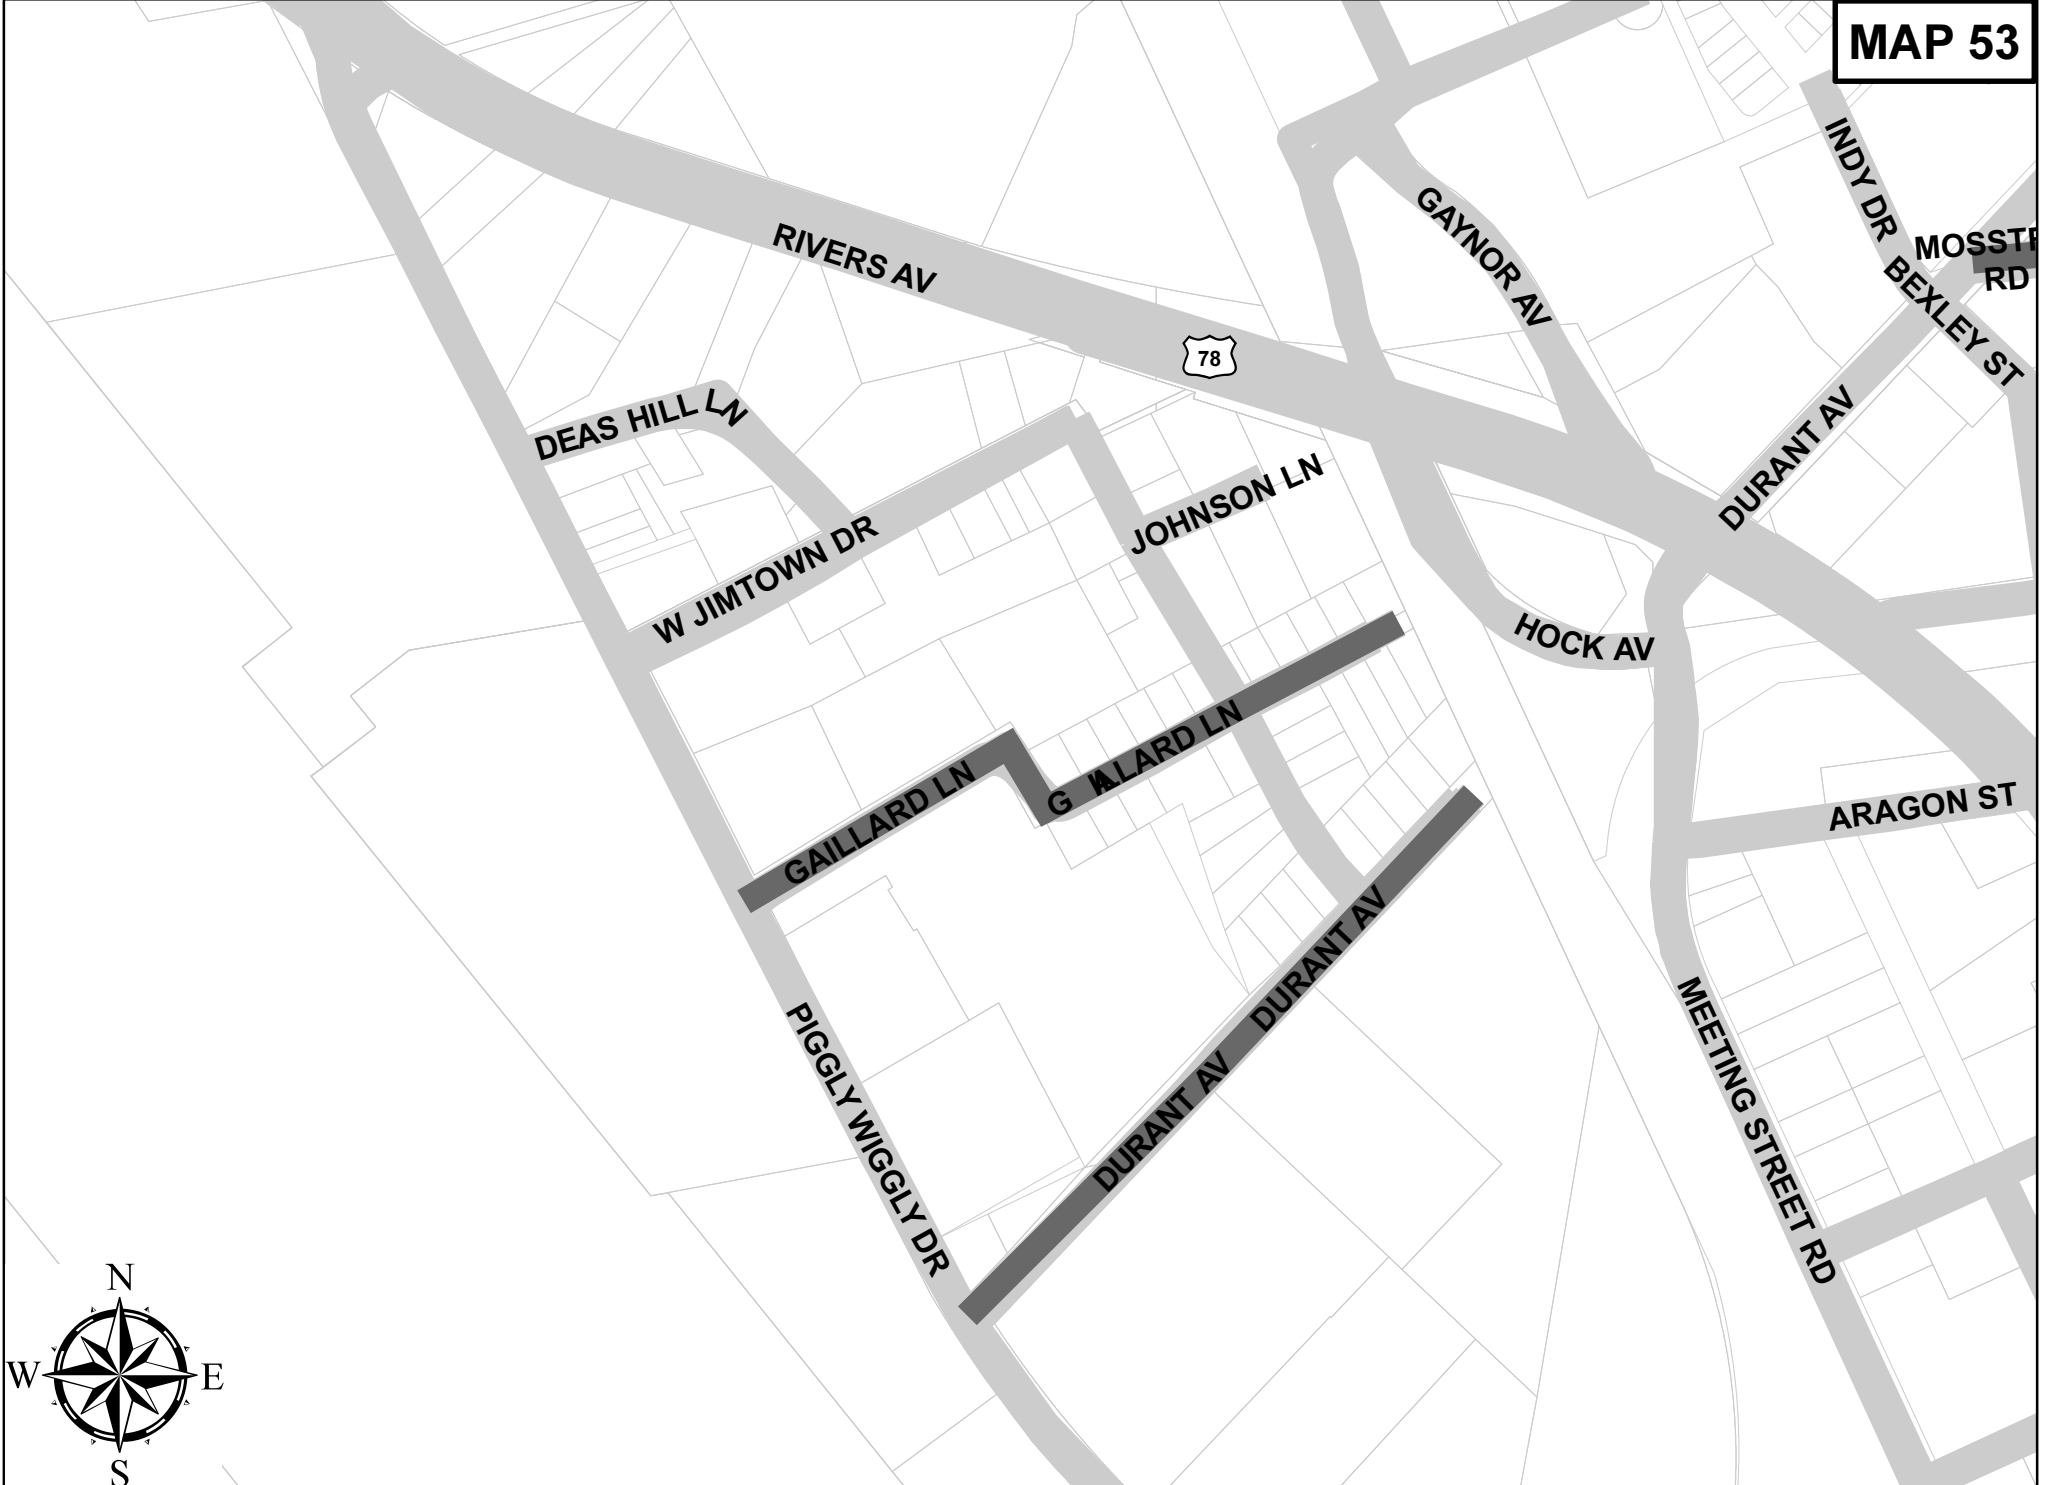 MAP 53
INDY DR
GAYNOR AV
RIVERS AV
MOSSTR
RD
BEXLEY ST
78
DEAS HILL LN
DURANT AV
JOHNSON LN
W JIMTOWN DR
HOCK AV
GAILLARD LN
GAILLARD LN
ARAGON ST
DURANT AV
DURANT AV
PIGGLY WIGGLY DR
MEETING STREET RD
N
W E
S